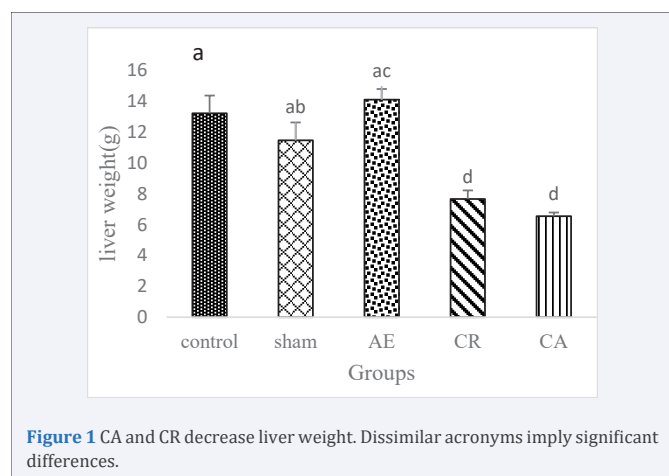 a
16
14
12
10
8
6
4
2
0
liver weight(g)
ab
ac
d
d
control sham AE CR CA
Groups
Figure 1 CA and CR decrease liver weight. Dissimilar acronyms imply significant
differences.